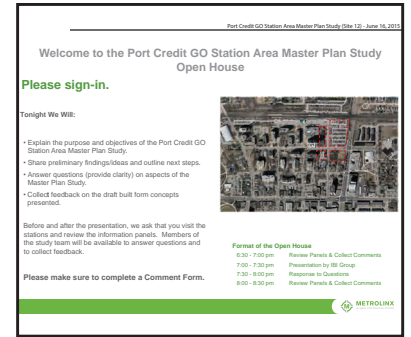 Port Credit GO Station Area Master Plan Study (Site 12) - June 16, 2015
Welcome to the Port Credit GO Station Area Master Plan Study
Open House
Please sign-in.
Tonight We Will:
• Explain the purpose and objectives of the Port Credit GO
Station Area Master Plan Study.
• Share preliminary findings/ideas and outline next steps.
• Answer questions (provide clarity) on aspects of the
Master Plan Study.
• Collect feedback on the draft built form concepts
presented.
Before and after the presentation, we ask that you visit the
stations and review the information panels. Members of
the study team will be available to answer questions and
to collect feedback.
Please make sure to complete a Comment Form.
Format of the Open House
6:30 - 7:00 pm Review Panels & Collect Comments
7:00 - 7:30 pm Presentation by IBI Group
7:30 - 8:00 pm Response to Questions
8:00 - 8:30 pm Review Panels & Collect Comments
METROLINX